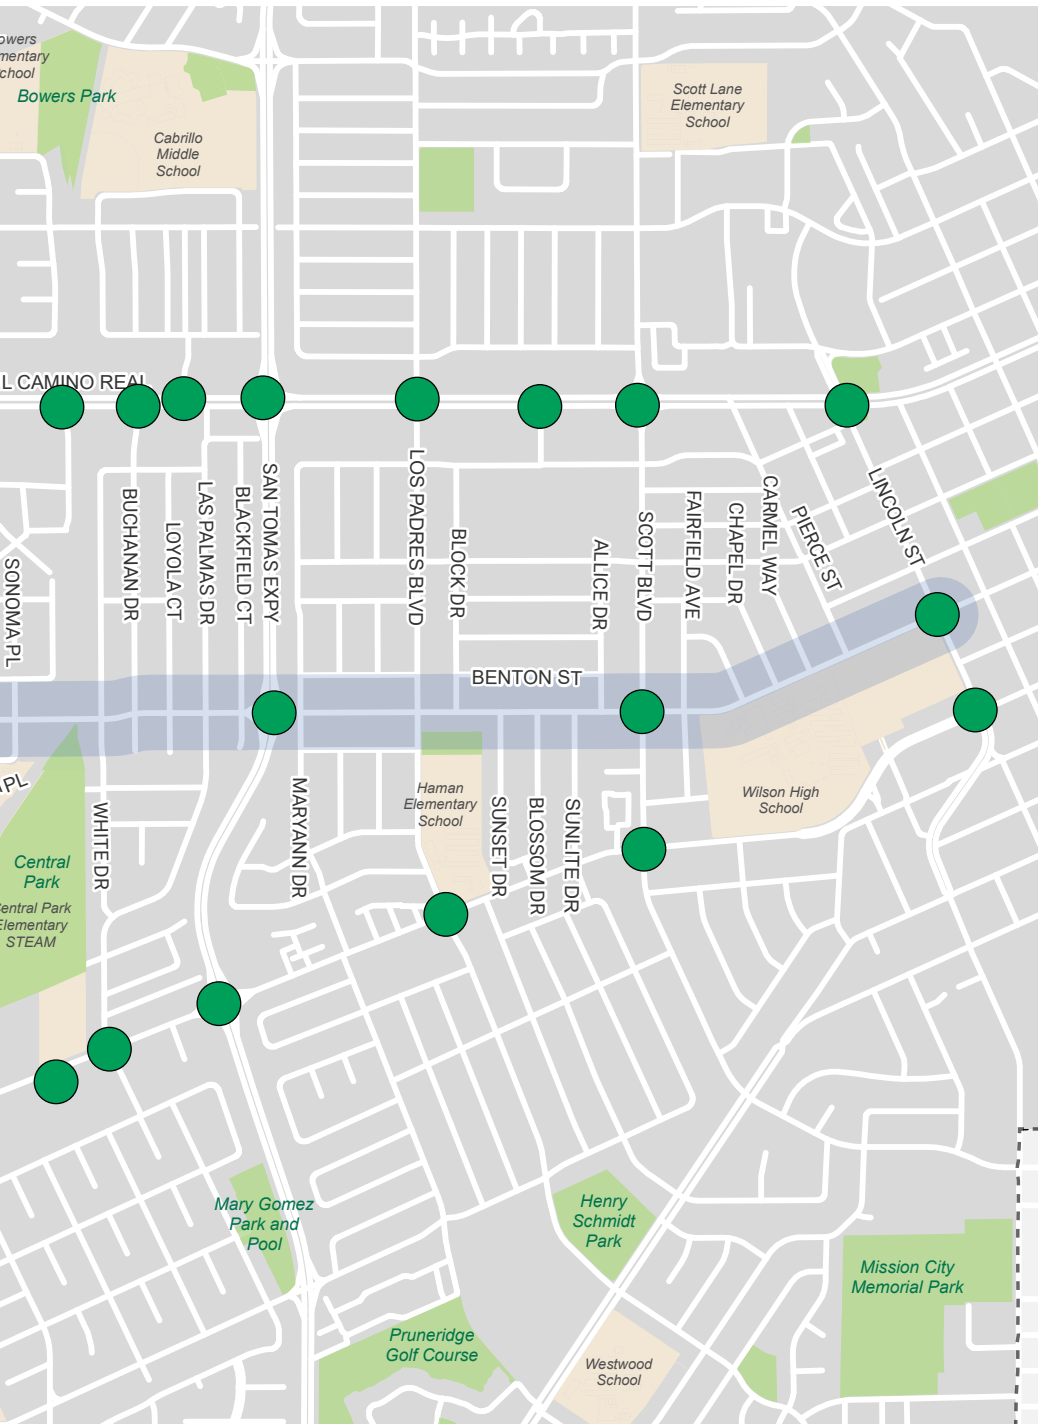 Bowers Park
Cabrillo
Middle
School
Scott Lane
Elementary
School
L CAMINO REAL
SONOMA PL
BUCHANAN DR
LOYOLA CT
LAS PALMAS DR
BLACKFIELD CT
SAN TOMAS EXPY
LOS PADRES BLVD
BLOCK DR
ALLICE DR
SCOTT BLVD
FAIRFIELD AVE
CHAPEL DR
CARMEL WAY
PIERCE ST
LINCOLN ST
BENTON ST
PL
WHITE DR
MARYANN DR
Haman
Elementary
School
SUNSET DR
BLOSSOM DR
SUNLITE DR
Wilson High
School
Central
Park
entral Park
Elementary
STEAM
Mary Gomez
Park and
Pool
Henry
Schmidt
Park
Mission City
Memorial Park
Pruneridge
Golf Course
Westwood
School